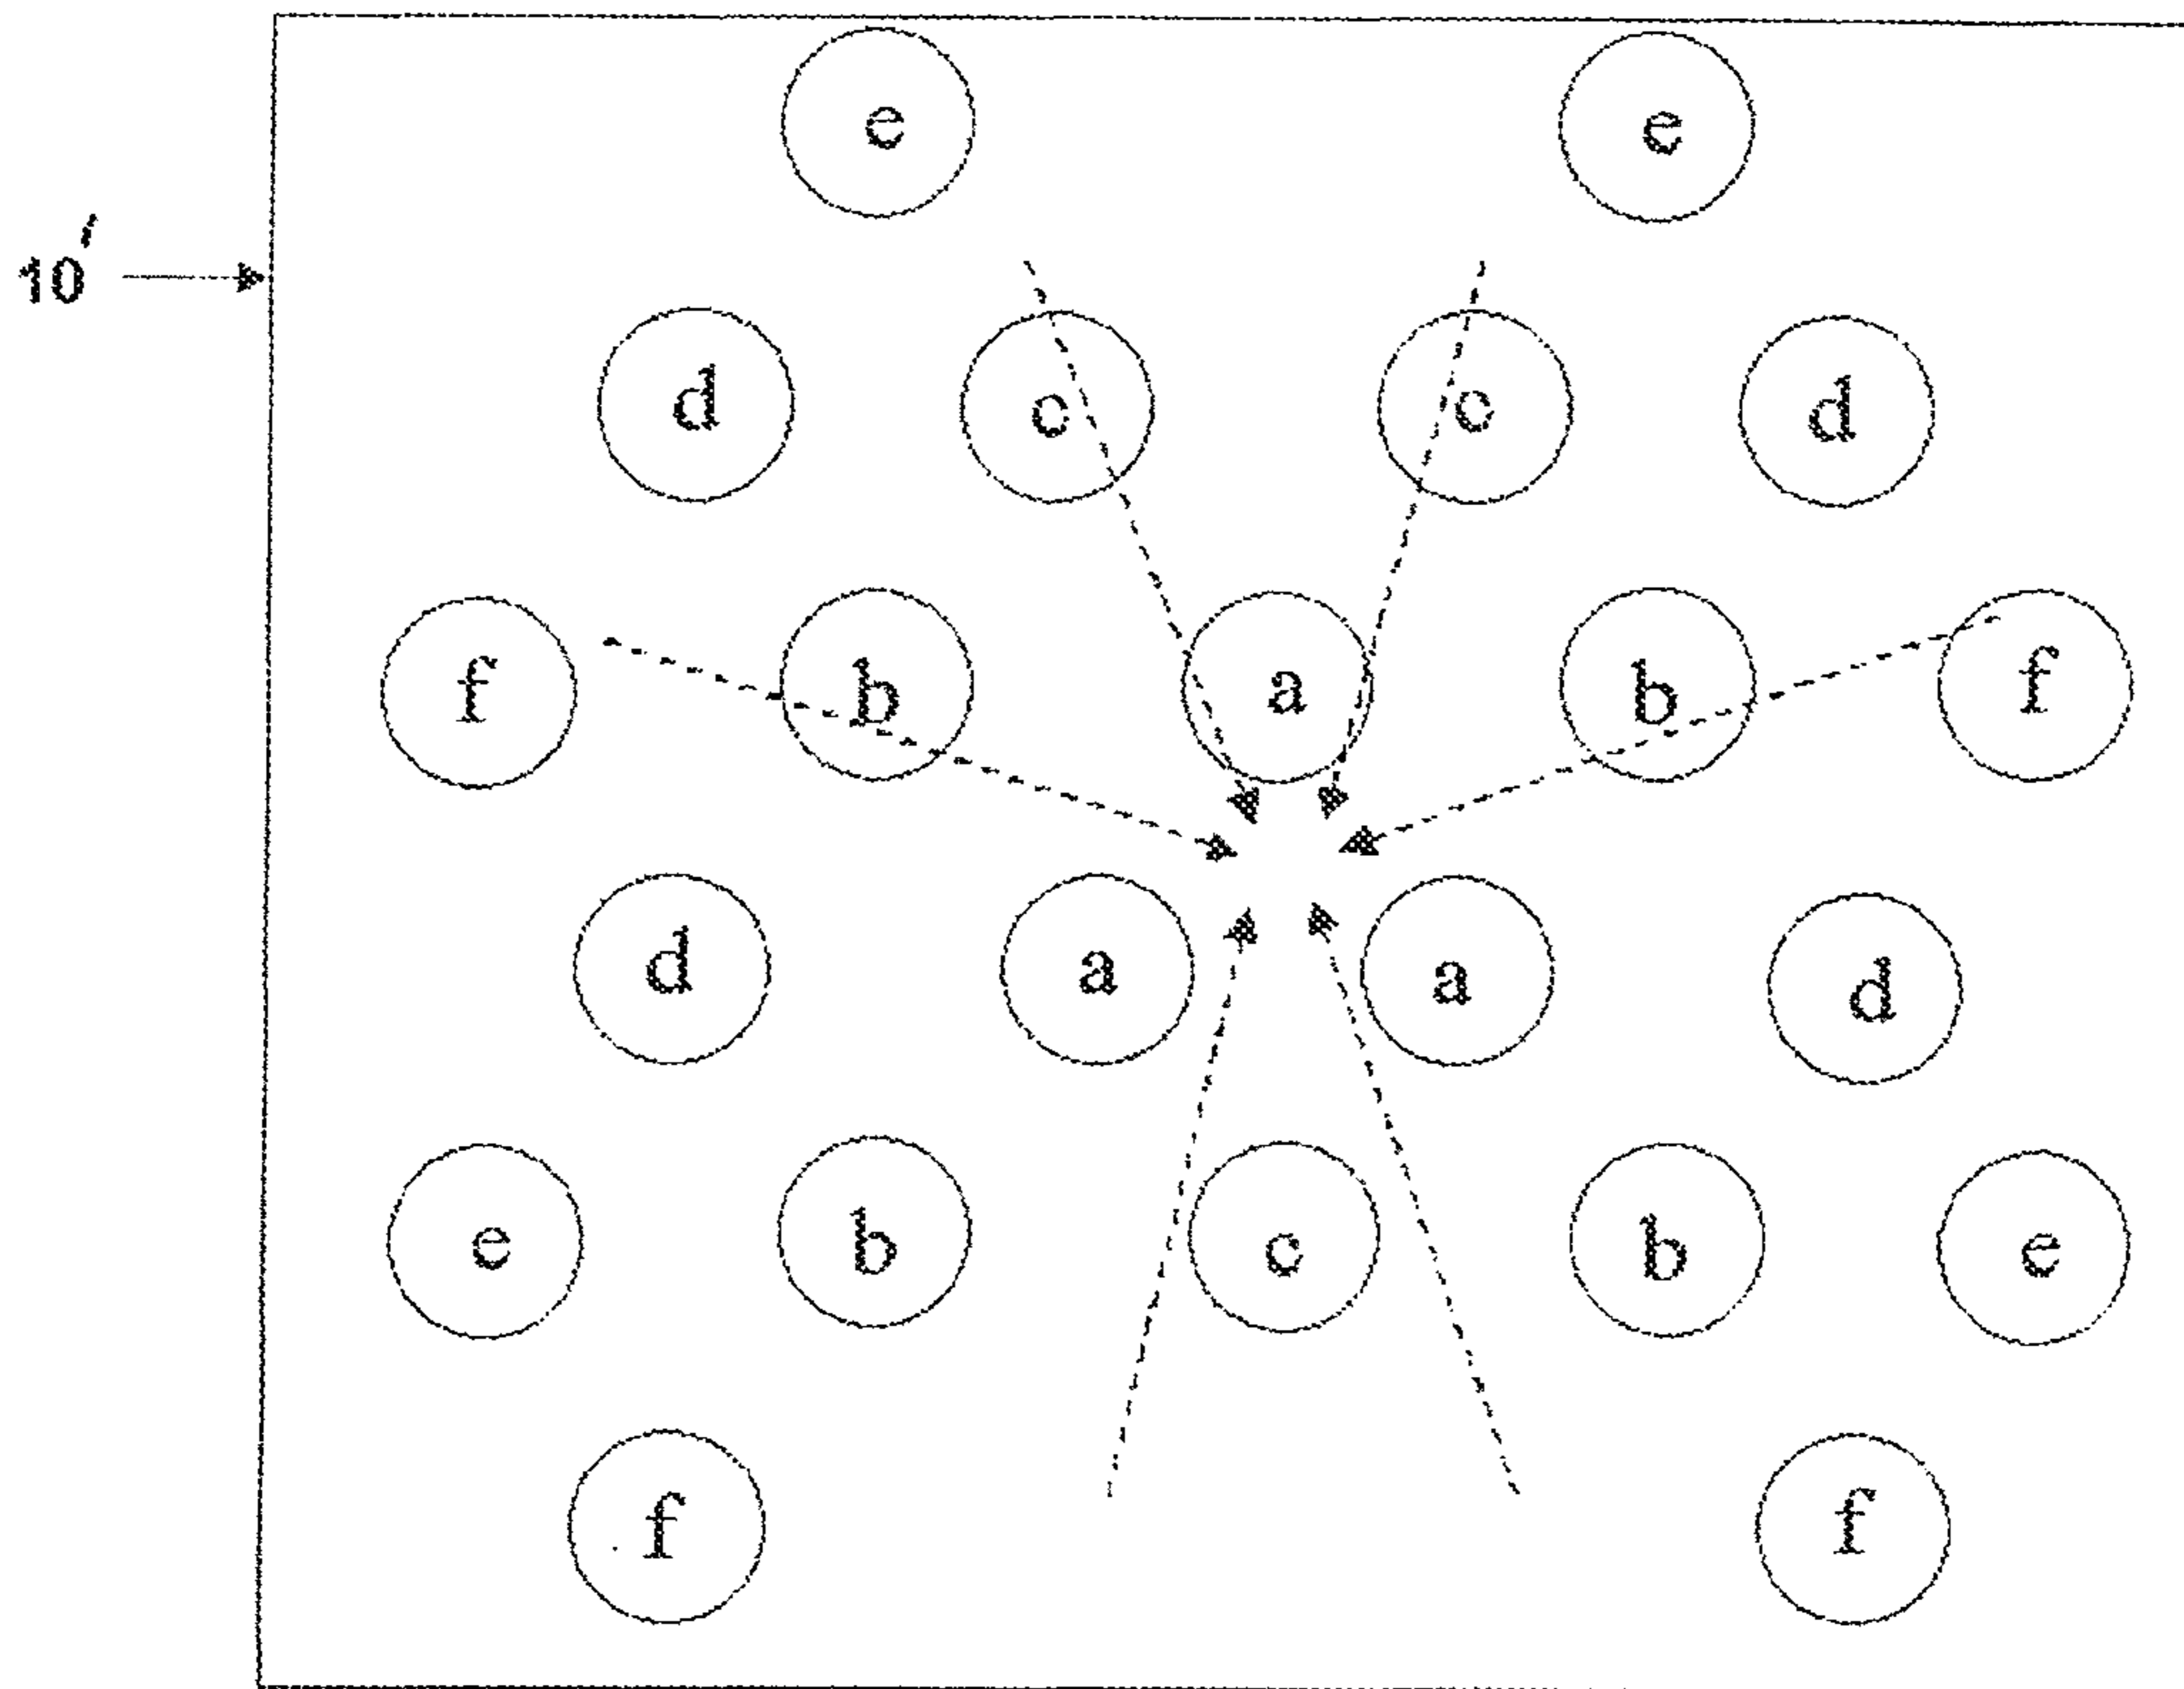 e e
10′
d c c d
f b a b f
d a a d
e b c b e
f f